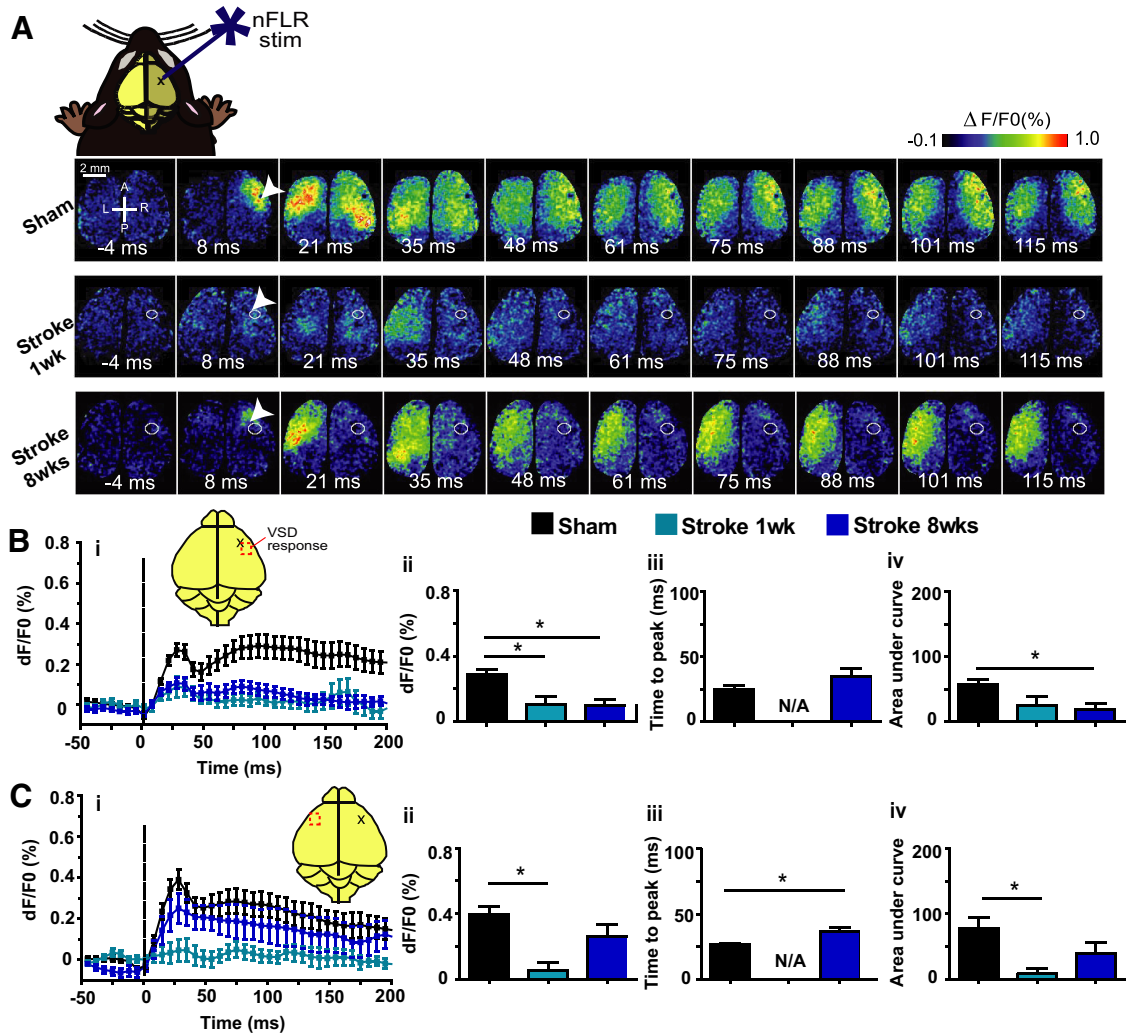 A
nFLR
stim
Δ F/F0(%)
-0.1 1.0
Sham
2 mm
A
L R
P
-4 ms 8 ms 21 ms 35 ms 48 ms 61 ms 75 ms 88 ms 101 ms 115 ms
Stroke
1wk
-4 ms 8 ms 21 ms 35 ms 48 ms 61 ms 75 ms 88 ms 101 ms 115 ms
Stroke
8wks
-4 ms 8 ms 21 ms 35 ms 48 ms 61 ms 75 ms 88 ms 101 ms 115 ms
Sham Stroke 1wk Stroke 8wks
B
i
x
VSD
response
dF/F0 (%)
0.8
0.6
0.4
0.2
0
-50 0 50 100 150 200
Time (ms)
ii
dF/F0 (%)
0.8
0.4
0
*
*
iii
Time to peak (ms)
100
50
0
N/A
iv
Area under curve
200
100
0
*
C
i
x
dF/F0 (%)
0.8
0.6
0.4
0.2
0
-50 0 50 100 150 200
Time (ms)
ii
dF/F0 (%)
0.8
0.4
0
*
iii
Time to peak (ms)
100
50
0
*
N/A
iv
Area under curve
200
100
0
*